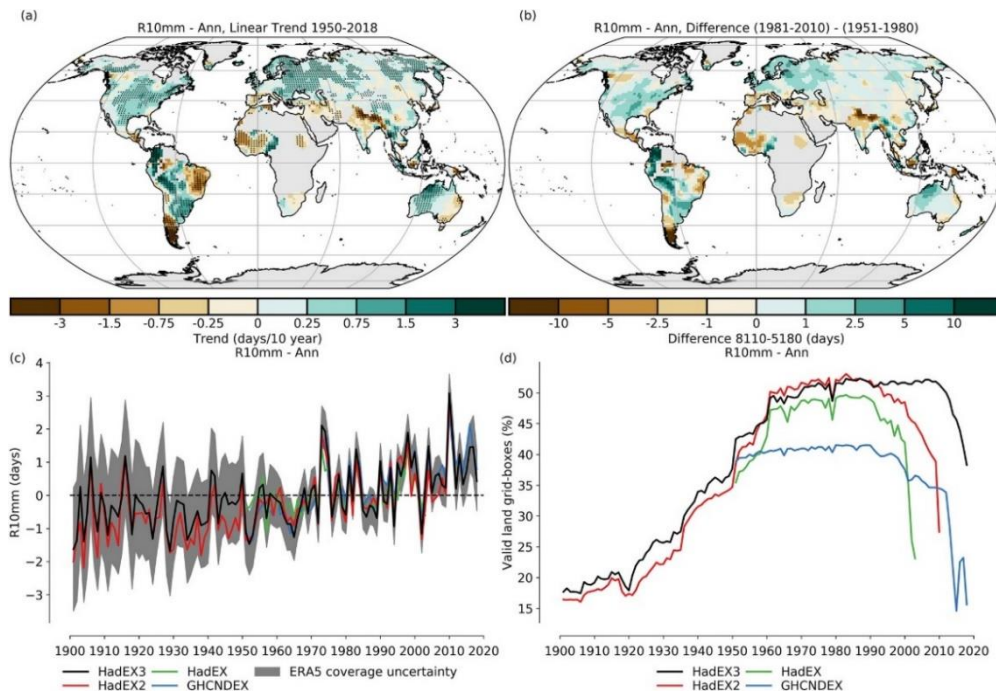 (a)
R10mm - Ann, Linear Trend 1950-2018
(b)
R10mm - Ann, Difference (1981-2010) - (1951-1980)
-3 -1.5 -0.75 -0.25 0 0.25 0.75 1.5 3
Trend (days/10 year)
-10 -5 -2.5 -1 0 1 2.5 5 10
Difference 8110-5180 (days)
(c)
R10mm - Ann
R10mm (days)
4
3
2
1
0
−1
−2
−3
1900 1910 1920 1930 1940 1950 1960 1970 1980 1990 2000 2010 2020
HadEX3 HadEX ERA5 coverage uncertainty
HadEX2 GHCNDEX
(d)
R10mm - Ann
Valid land grid-boxes (%)
50
45
40
35
30
25
20
15
1900 1910 1920 1930 1940 1950 1960 1970 1980 1990 2000 2010 2020
HadEX3 HadEX
HadEX2 GHCNDEX